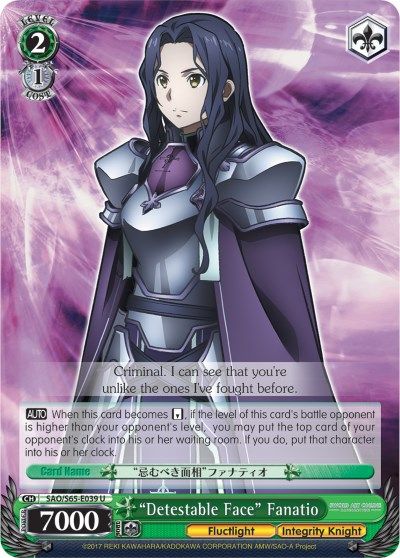 LEVEL
2
1
COST
Criminal. I can see that you're
unlike the ones I've fought before.
AUTO When this card becomes , if the level of this card's battle opponent
is higher than your opponent's level, you may put the top card of
your opponent's clock into his or her waiting room. If you do, put that character
into his or her clock.
Card Name "忌むべき面相"ファナティオ
CH SAO/S65-E039 U
"Detestable Face" Fanatio
POWER 7000
Fluctlight Integrity Knight
©2017 REKI KAWAHARA/KADOKAWA CORPORATION AMW/SAO-A Project